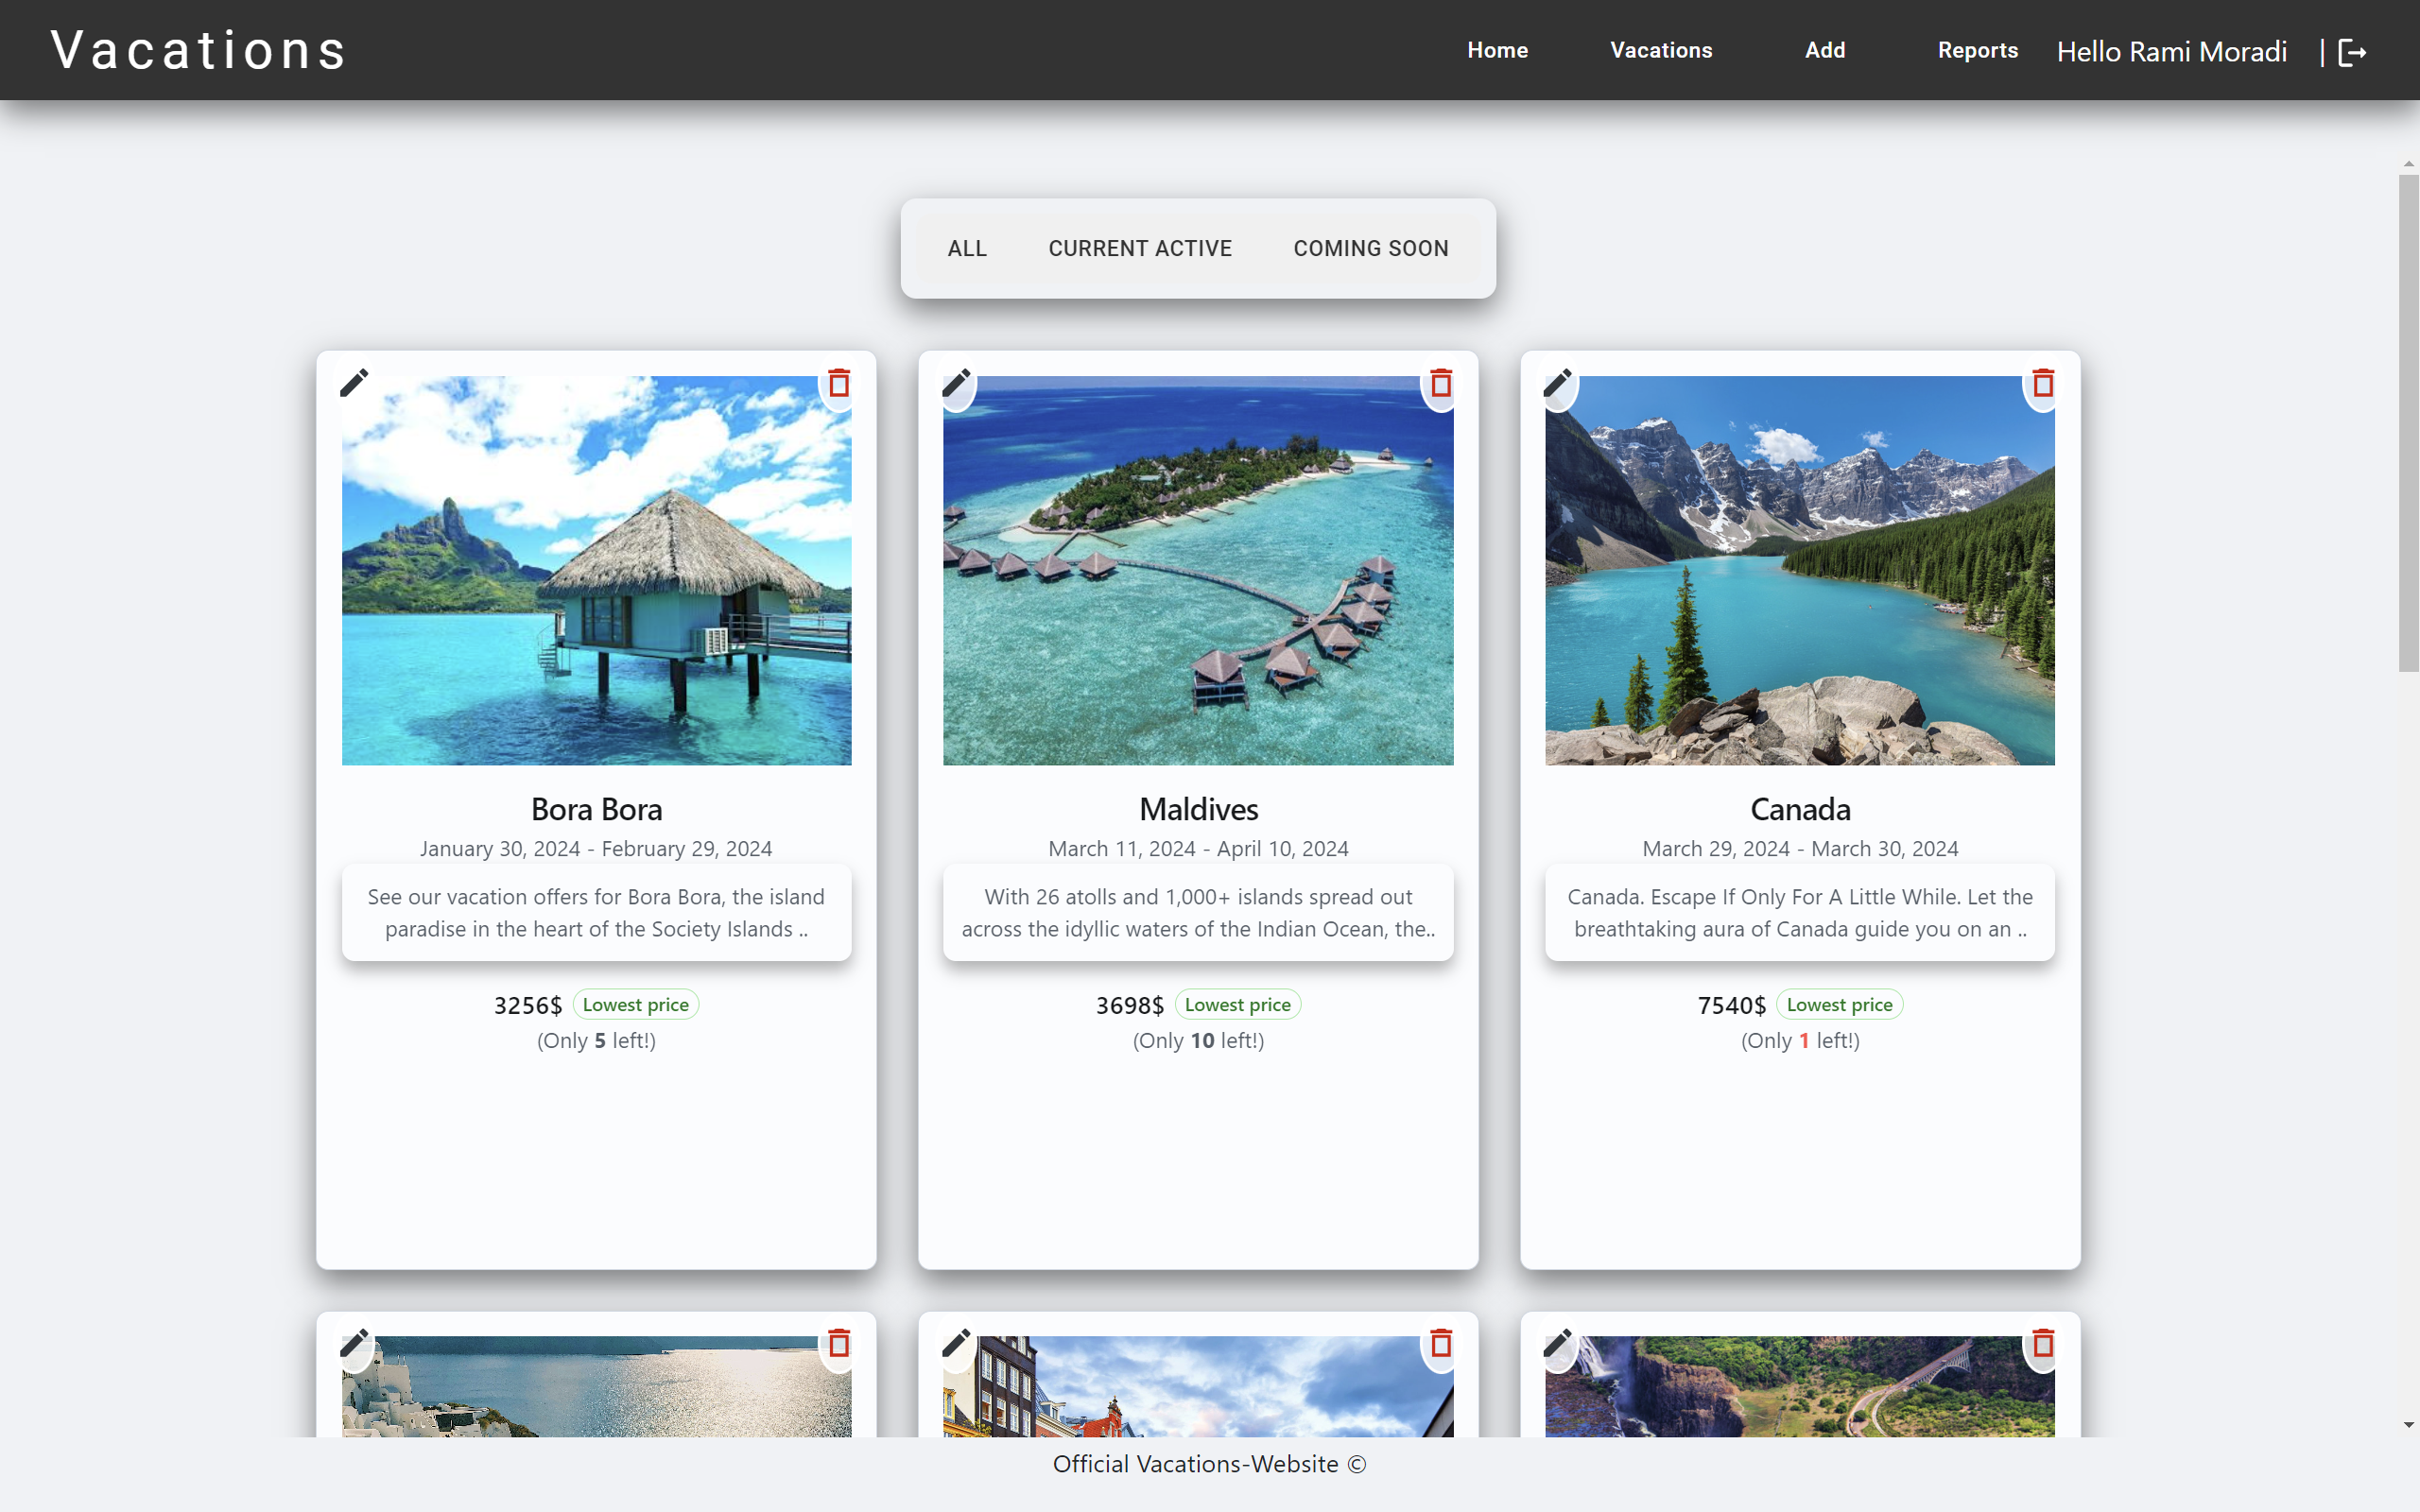 Vacations
Home Vacations Add Reports Hello Rami Moradi |
ALL CURRENT ACTIVE COMING SOON
Bora Bora
January 30, 2024 - February 29, 2024
See our vacation offers for Bora Bora, the island
paradise in the heart of the Society Islands ..
3256$ Lowest price
(Only 5 left!)
Maldives
March 11, 2024 - April 10, 2024
With 26 atolls and 1,000+ islands spread out
across the idyllic waters of the Indian Ocean, the..
3698$ Lowest price
(Only 10 left!)
Canada
March 29, 2024 - March 30, 2024
Canada. Escape If Only For A Little While. Let the
breathtaking aura of Canada guide you on an ..
7540$ Lowest price
(Only 1 left!)
Official Vacations-Website ©